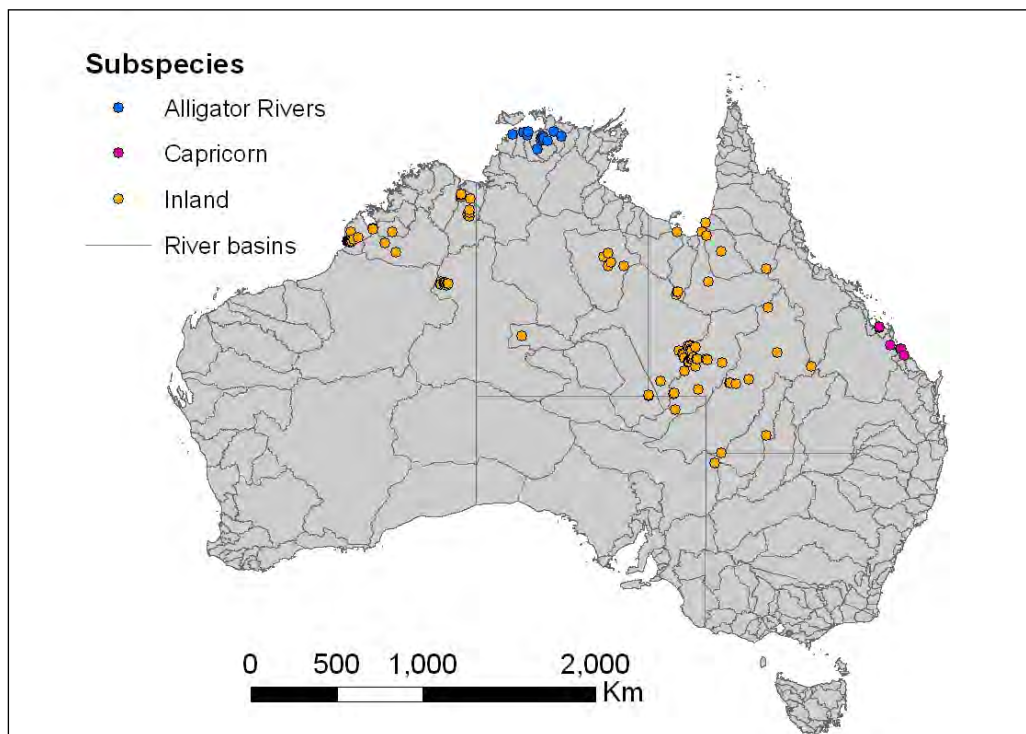 Subspecies
Alligator Rivers
Capricorn
Inland
River basins
0 500 1,000 2,000
Km